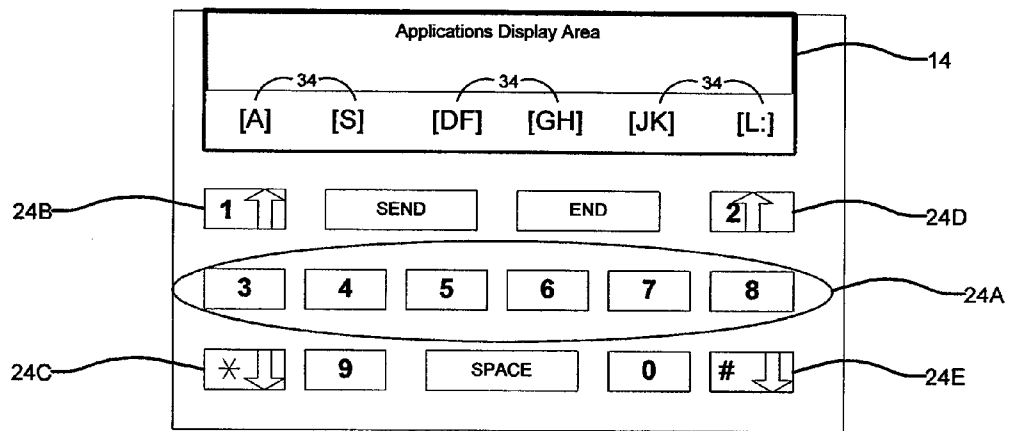 Applications Display Area
14
34 34 34
[A] [S] [DF] [GH] [JK] [L:]
24B 1 SEND END 2 24D
3 4 5 6 7 8 24A
24C * 9 SPACE 0 # 24E